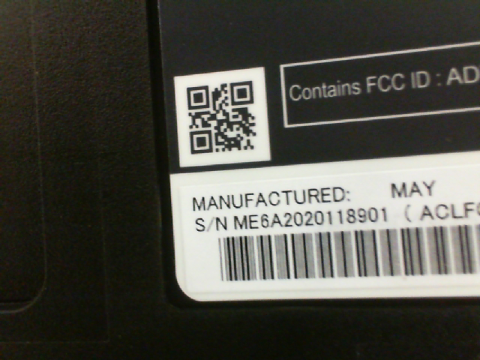 Contains FCC ID : AD
MANUFACTURED: MAY
S/N ME6A2020118901 ( ACLF